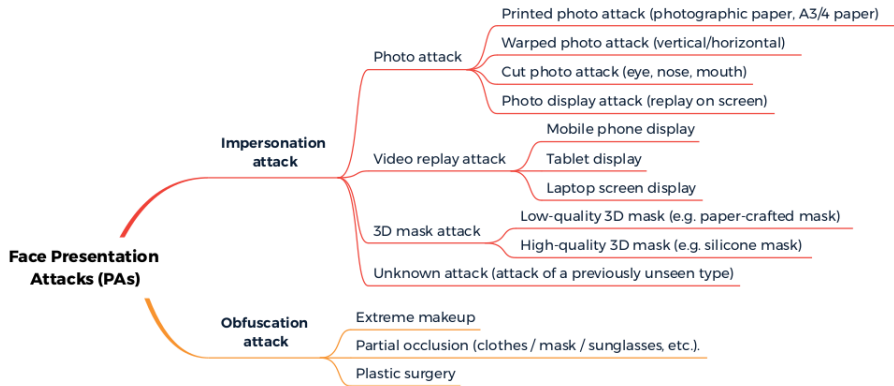 Printed photo attack (photographic paper, A3/4 paper)
Warped photo attack (vertical/horizontal)
Photo attack
Cut photo attack (eye, nose, mouth)
Photo display attack (replay on screen)
Mobile phone display
Impersonation
attack
Video replay attack
Tablet display
Laptop screen display
Low-quality 3D mask (e.g. paper-crafted mask)
3D mask attack
High-quality 3D mask (e.g. silicone mask)
Face Presentation
Attacks (PAs)
Unknown attack (attack of a previously unseen type)
Obfuscation
attack
Extreme makeup
Partial occlusion (clothes / mask / sunglasses, etc.).
Plastic surgery